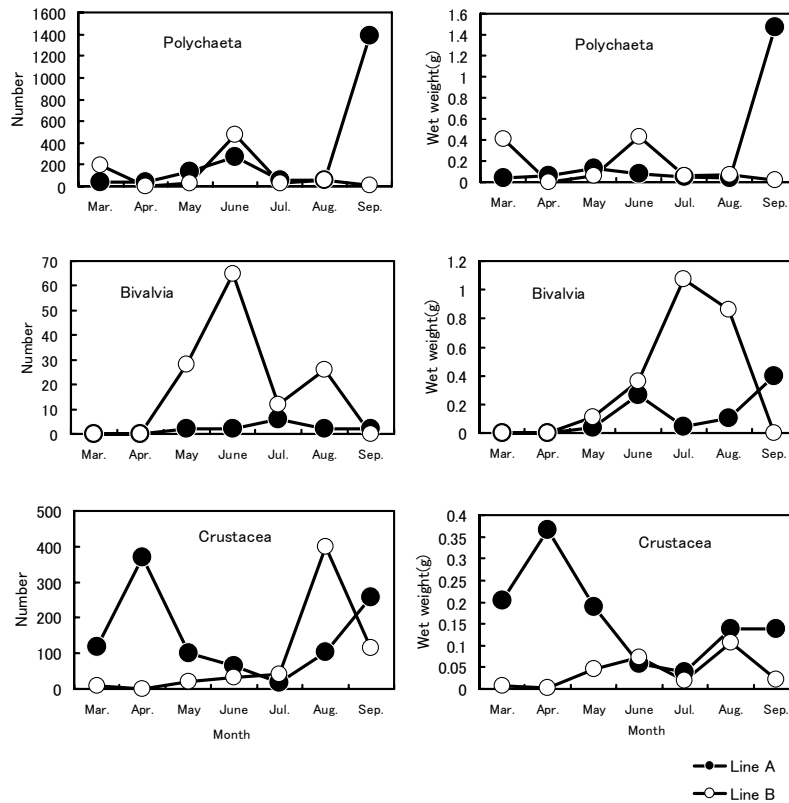 Polychaeta
Number
1600
1400
1200
1000
800
600
400
200
0
Mar. Apr. May June Jul. Aug. Sep.
Polychaeta
Wet weight(g)
1.6
1.4
1.2
1
0.8
0.6
0.4
0.2
0
Mar. Apr. May June Jul. Aug. Sep.
Bivalvia
Number
70
60
50
40
30
20
10
0
Mar. Apr. May June Jul. Aug. Sep.
Bivalvia
Wet weight(g)
1.2
1
0.8
0.6
0.4
0.2
0
Mar. Apr. May June Jul. Aug. Sep.
Crustacea
Number
500
400
300
200
100
0
Mar. Apr. May June Jul. Aug. Sep.
Month
Crustacea
Wet weight(g)
0.4
0.35
0.3
0.25
0.2
0.15
0.1
0.05
0
Mar. Apr. May June Jul. Aug. Sep.
Month
Line A
Line B